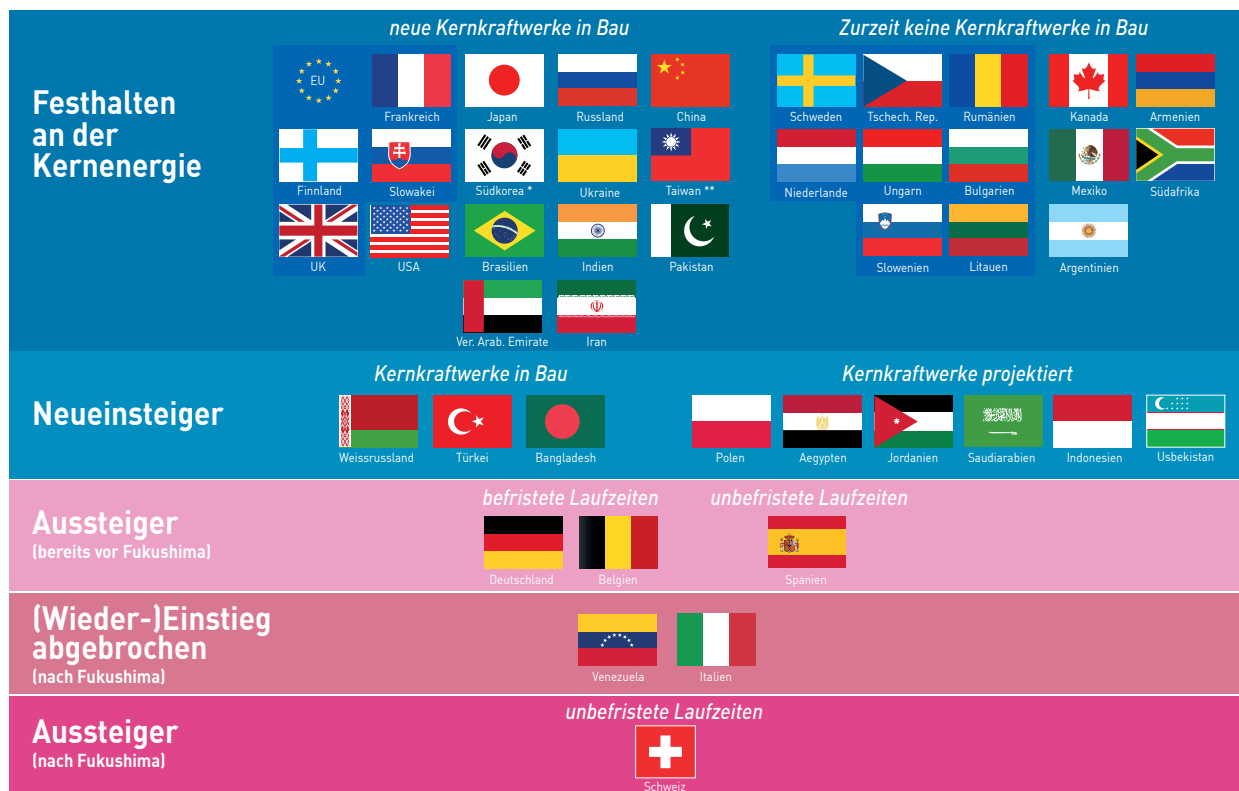 neue Kernkraftwerke in Bau
Zurzeit keine Kernkraftwerke in Bau
Festhalten
an der
Kernenergie
EU
Frankreich
Japan
Russland
China
Schweden
Tschech. Rep.
Rumänien
Kanada
Armenien
Finnland
Slowakei
Südkorea *
Ukraine
Taiwan **
Niederlande
Ungarn
Bulgarien
Mexiko
Südafrika
UK
USA
Brasilien
Indien
Pakistan
Slowenien
Litauen
Argentinien
Ver. Arab. Emirate
Iran
Kernkraftwerke in Bau
Kernkraftwerke projektiert
Neueinsteiger
Weissrussland
Türkei
Bangladesh
Polen
Aegypten
Jordanien
Saudiarabien
Indonesien
Usbekistan
befristete Laufzeiten
unbefristete Laufzeiten
Aussteiger
(bereits vor Fukushima)
Deutschland
Belgien
Spanien
(Wieder-)Einstieg
abgebrochen
(nach Fukushima)
Venezuela
Italien
unbefristete Laufzeiten
Aussteiger
(nach Fukushima)
Schweiz